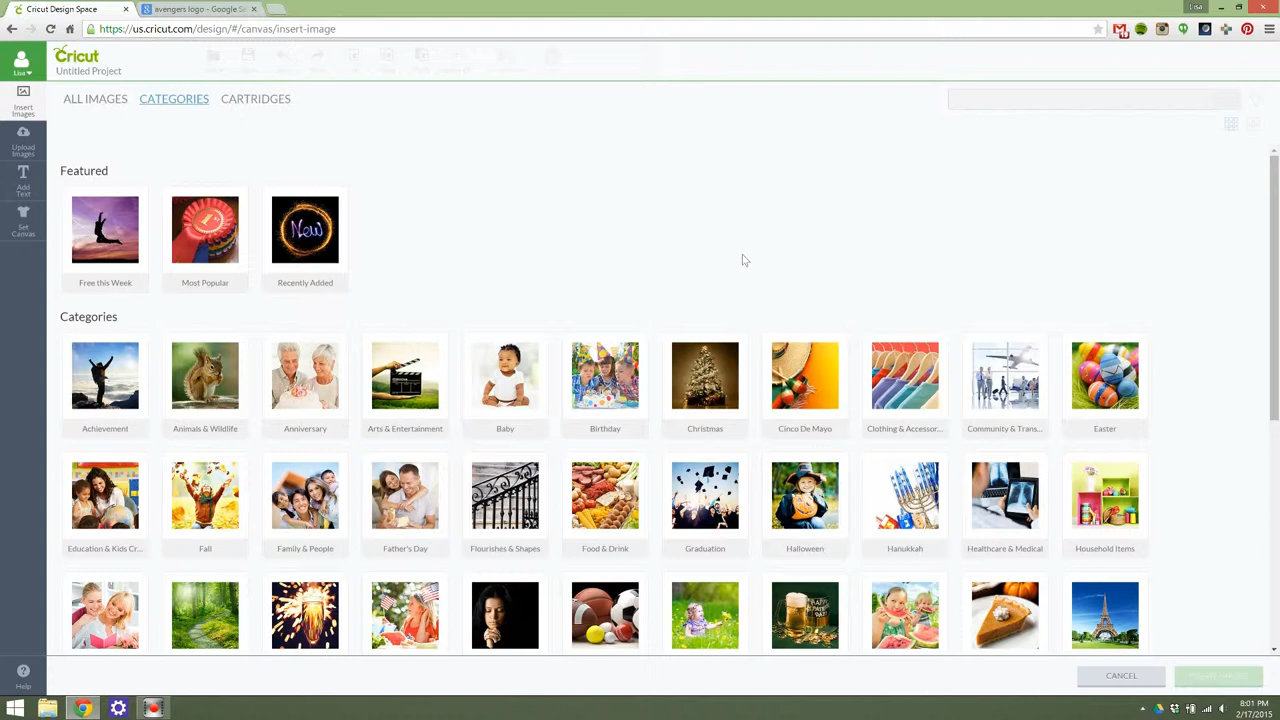 Cricut Design Space
avengers logo - Google S
Lisa
https://us.cricut.com/design/#/canvas/insert-image
Cricut
Untitled Project
Lisa
Insert Images
Upload Images
Add Text
Set Canvas
Help
ALL IMAGES CATEGORIES CARTRIDGES
Featured
New
Free this Week Most Popular Recently Added
Categories
Achievement Animals & Wildlife Anniversary Arts & Entertainment Baby Birthday Christmas Cinco De Mayo Clothing & Accessor... Community & Trans... Easter
Education & Kids Cr... Fall Family & People Father's Day Flourishes & Shapes Food & Drink Graduation Halloween Hanukkah Healthcare & Medical Household Items
CANCEL
8:01 PM
2/17/2015